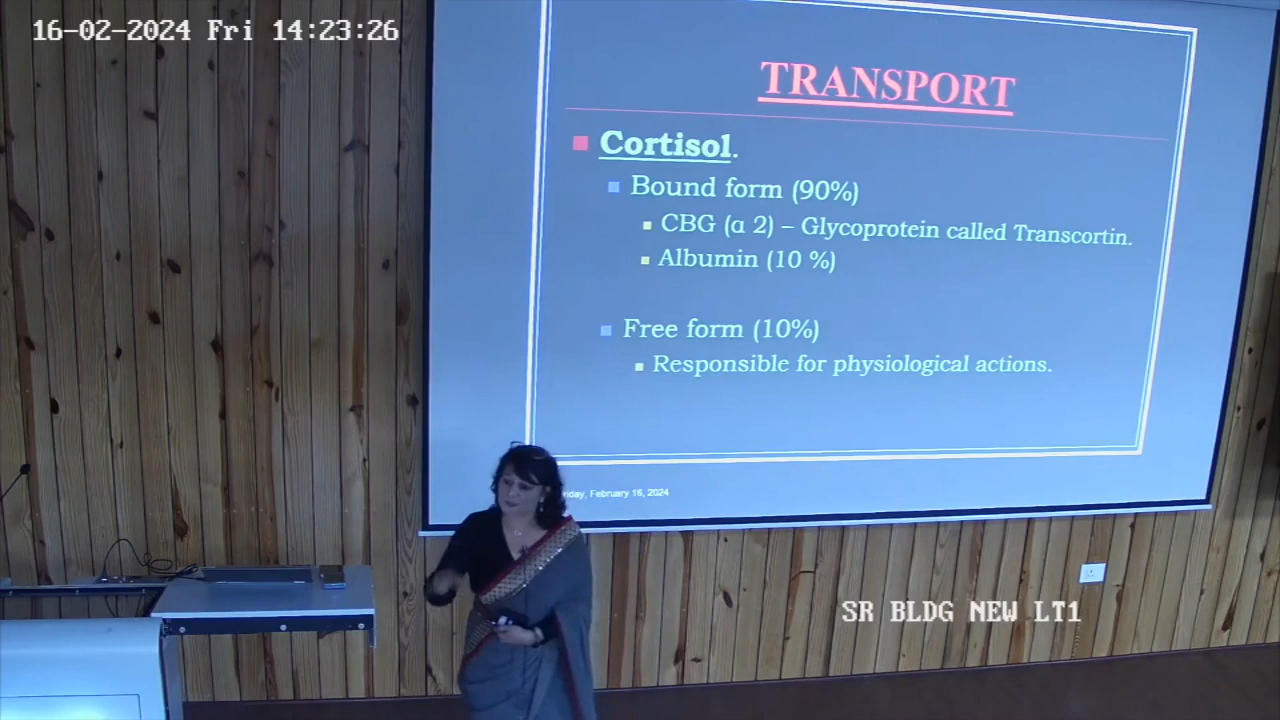 16-02-2024 Fri 14:23:26
TRANSPORT
Cortisol.
Bound form (90%)
CBG (α 2) – Glycoprotein called Transcortin.
Albumin (10 %)
Free form (10%)
Responsible for physiological actions.
February 16, 2024
SR BLDG NEW LT1